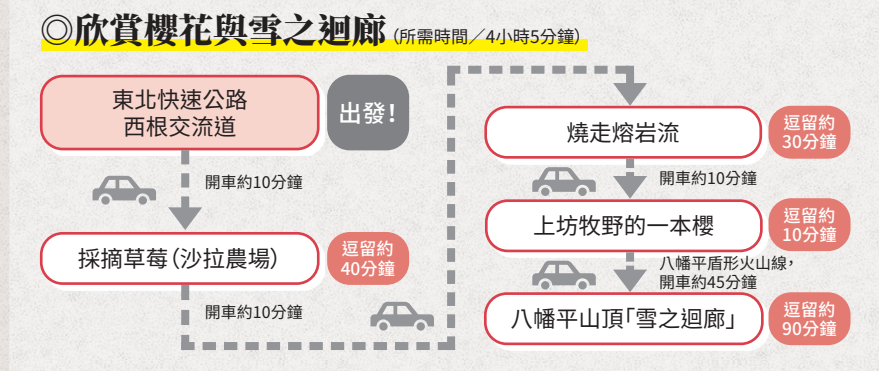 ◎欣賞櫻花與雪之迴廊(所需時間／4小時5分鐘)
東北快速公路
西根交流道
出發！
開車約10分鐘
採摘草莓(沙拉農場)
逗留約
40分鐘
開車約10分鐘
燒走熔岩流
逗留約
30分鐘
開車約10分鐘
上坊牧野的一本櫻
逗留約
10分鐘
八幡平盾形火山線，
開車約45分鐘
八幡平山頂「雪之迴廊」
逗留約
90分鐘